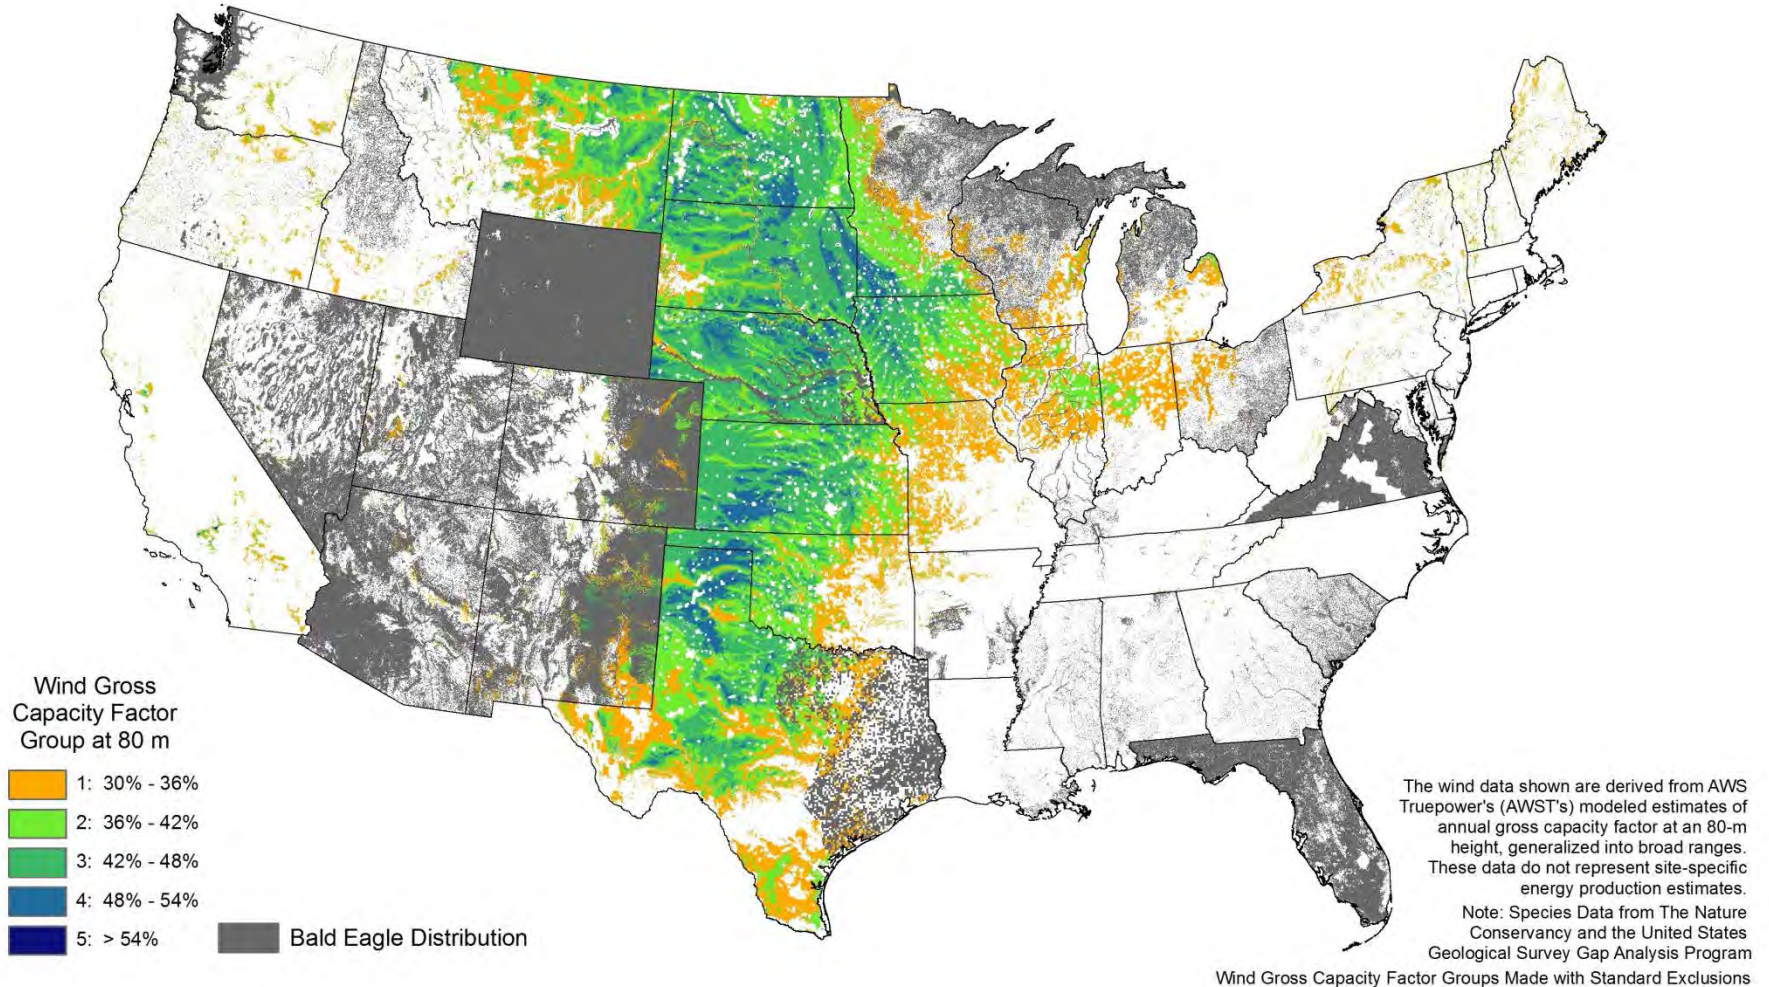 Wind Gross
Capacity Factor
Group at 80 m
1: 30% - 36%
2: 36% - 42%
3: 42% - 48%
4: 48% - 54%
5: > 54%
Bald Eagle Distribution
The wind data shown are derived from AWS
Truepower's (AWST's) modeled estimates of
annual gross capacity factor at an 80-m
height, generalized into broad ranges.
These data do not represent site-specific
energy production estimates.
Note: Species Data from The Nature
Conservancy and the United States
Geological Survey Gap Analysis Program
Wind Gross Capacity Factor Groups Made with Standard Exclusions